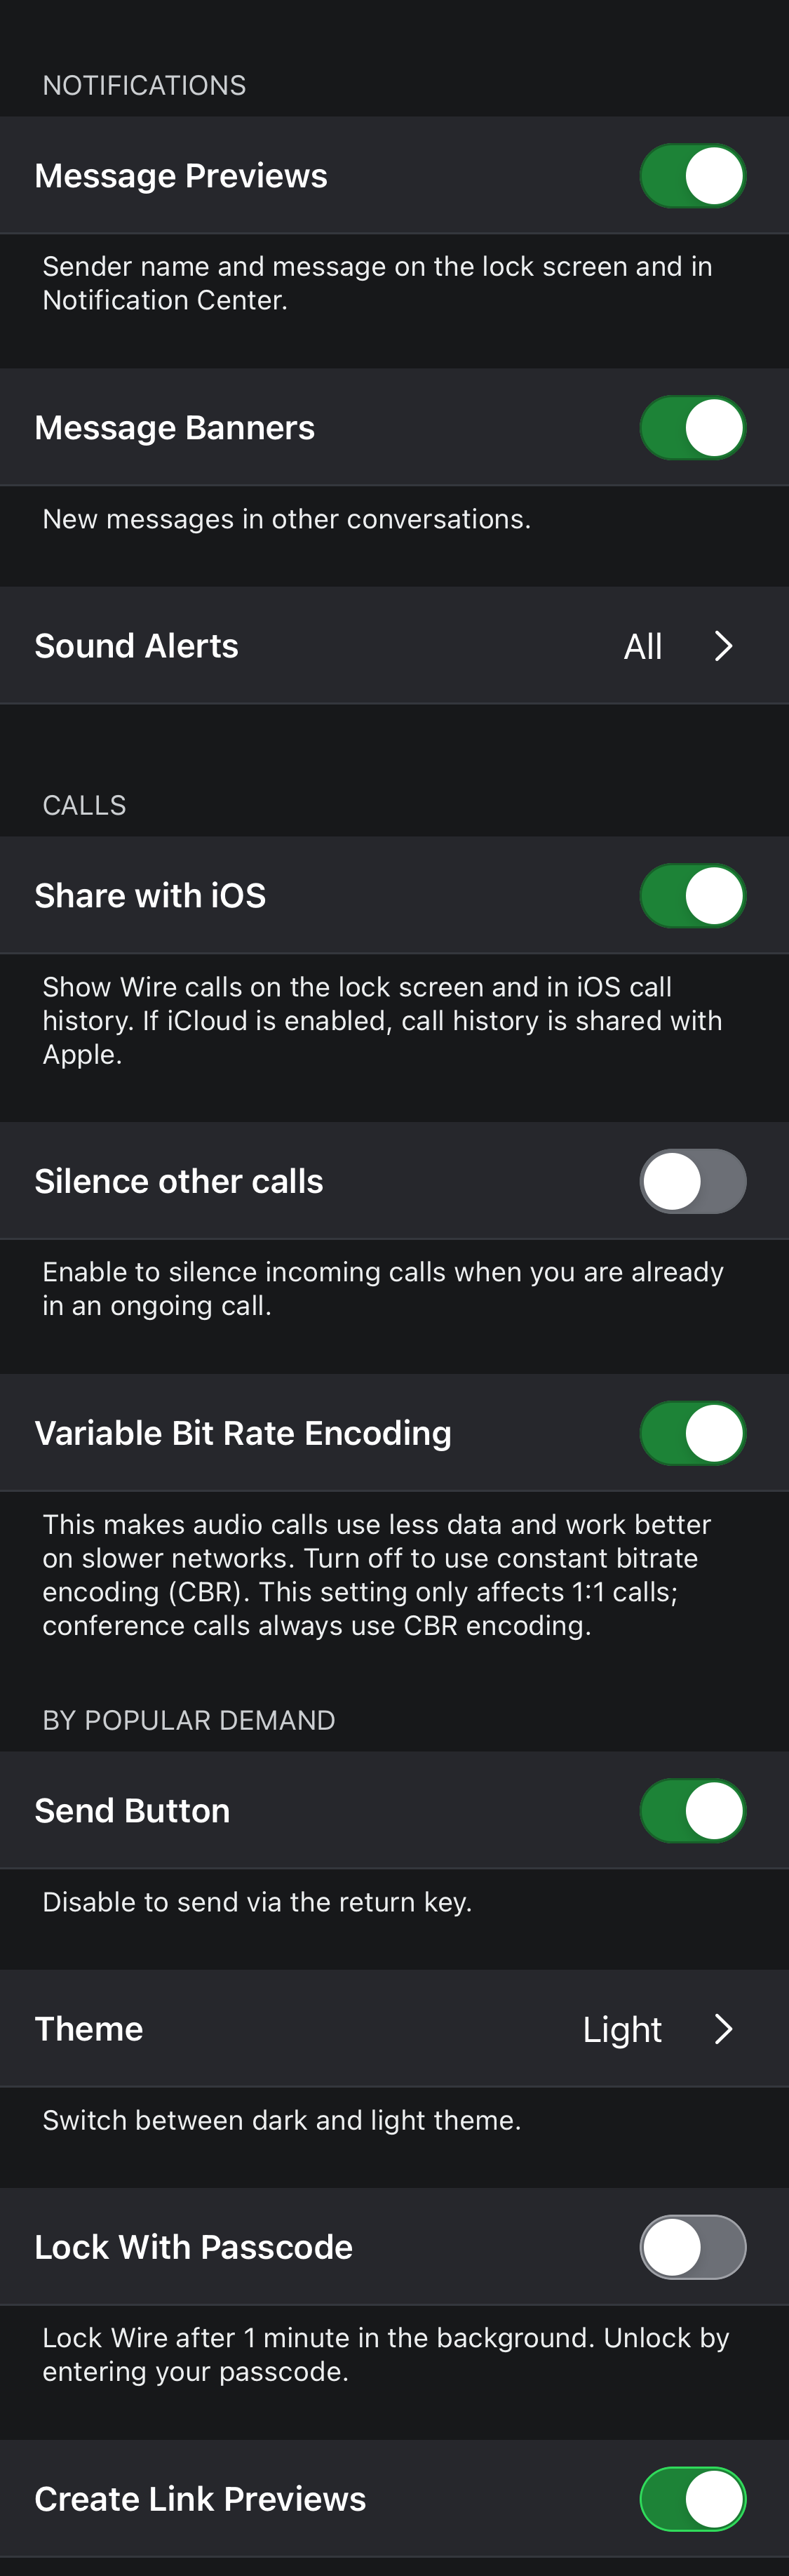 NOTIFICATIONS
Message Previews
Sender name and message on the lock screen and in
Notification Center.
Message Banners
New messages in other conversations.
Sound Alerts All
CALLS
Share with iOS
Show Wire calls on the lock screen and in iOS call
history. If iCloud is enabled, call history is shared with
Apple.
Silence other calls
Enable to silence incoming calls when you are already
in an ongoing call.
Variable Bit Rate Encoding
This makes audio calls use less data and work better
on slower networks. Turn off to use constant bitrate
encoding (CBR). This setting only affects 1:1 calls;
conference calls always use CBR encoding.
BY POPULAR DEMAND
Send Button
Disable to send via the return key.
Theme Light
Switch between dark and light theme.
Lock With Passcode
Lock Wire after 1 minute in the background. Unlock by
entering your passcode.
Create Link Previews